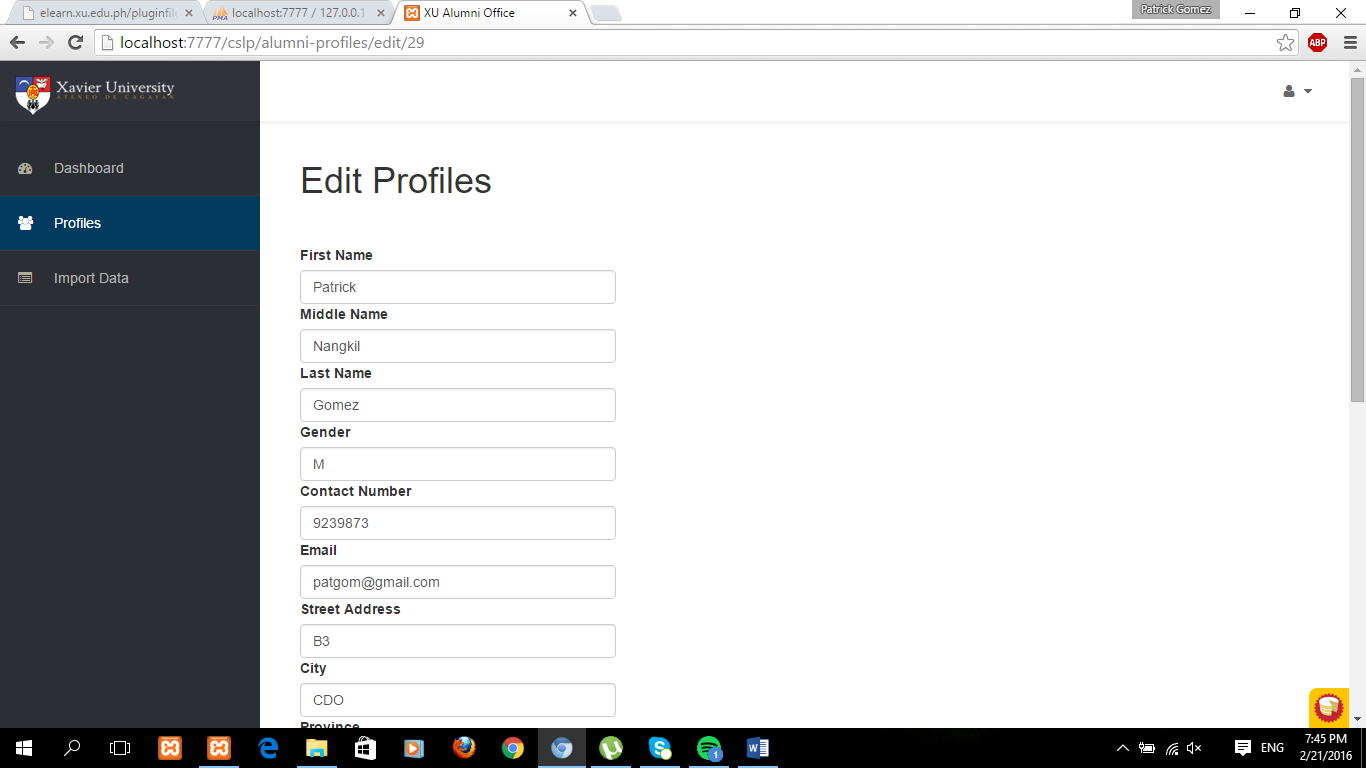 elearn.xu.edu.ph/pluginfil
localhost:7777 / 127.0.0.1
XU Alumni Office
Patrick Gomez
localhost:7777/cslp/alumni-profiles/edit/29
ABP
Xavier University
ATENEO DE CAGAYAN
Dashboard
Profiles
Import Data
Edit Profiles
First Name
Patrick
Middle Name
Nangkil
Last Name
Gomez
Gender
M
Contact Number
9239873
Email
patgom@gmail.com
Street Address
B3
City
CDO
Province
1
ENG
7:45 PM
2/21/2016